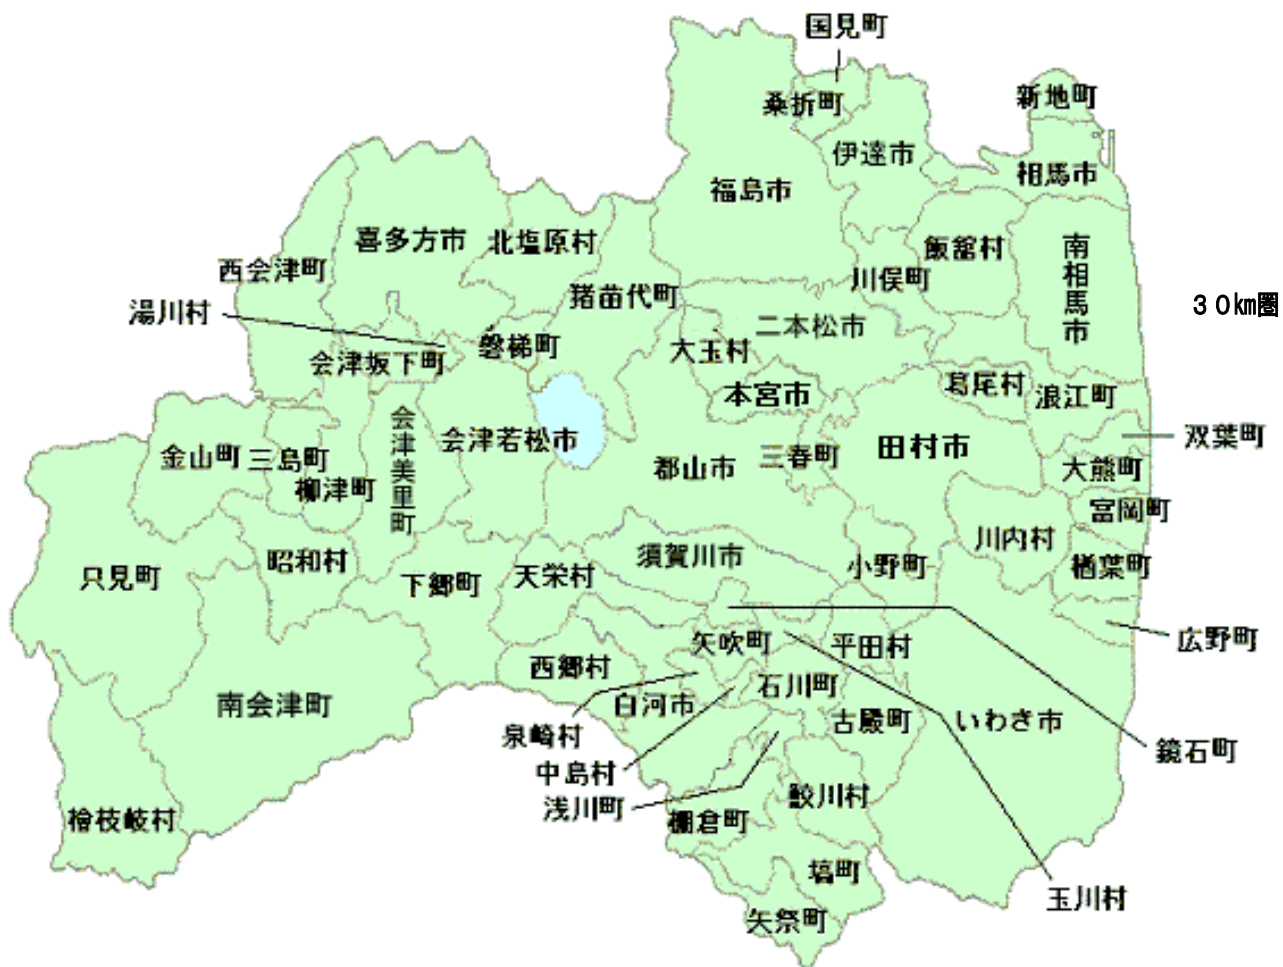 国見町
桑折町
新地町
伊達市
相馬市
福島市
喜多方市
北塩原村
飯舘村
南相馬市
西会津町
川俣町
猪苗代町
30㎞圏
湯川村
二本松市
磐梯町
大玉村
会津坂下町
葛尾村
本宮市
浪江町
会津美里町
会津若松市
双葉町
田村市
金山町
三島町
郡山市
三春町
大熊町
柳津町
富岡町
川内村
須賀川市
昭和村
只見町
下郷町
天栄村
小野町
楢葉町
矢吹町
平田村
広野町
西郷村
石川町
南会津町
白河市
古殿町
いわき市
泉崎村
鏡石町
中島村
鮫川村
浅川町
檜枝岐村
棚倉町
塙町
玉川村
矢祭町